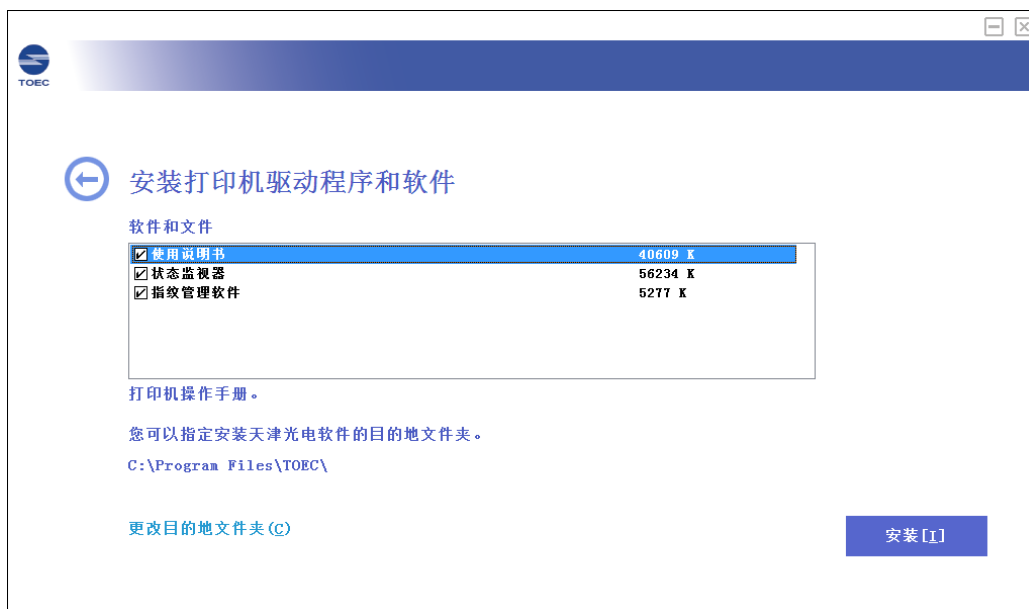 TOEC
安装打印机驱动程序和软件
软件和文件
使用说明书 40609 K
状态监视器 56234 K
指纹管理软件 5277 K
打印机操作手册。
您可以指定安装天津光电软件的目的地文件夹。
C:\Program Files\TOEC\
更改目的地文件夹(C)
安装[I]